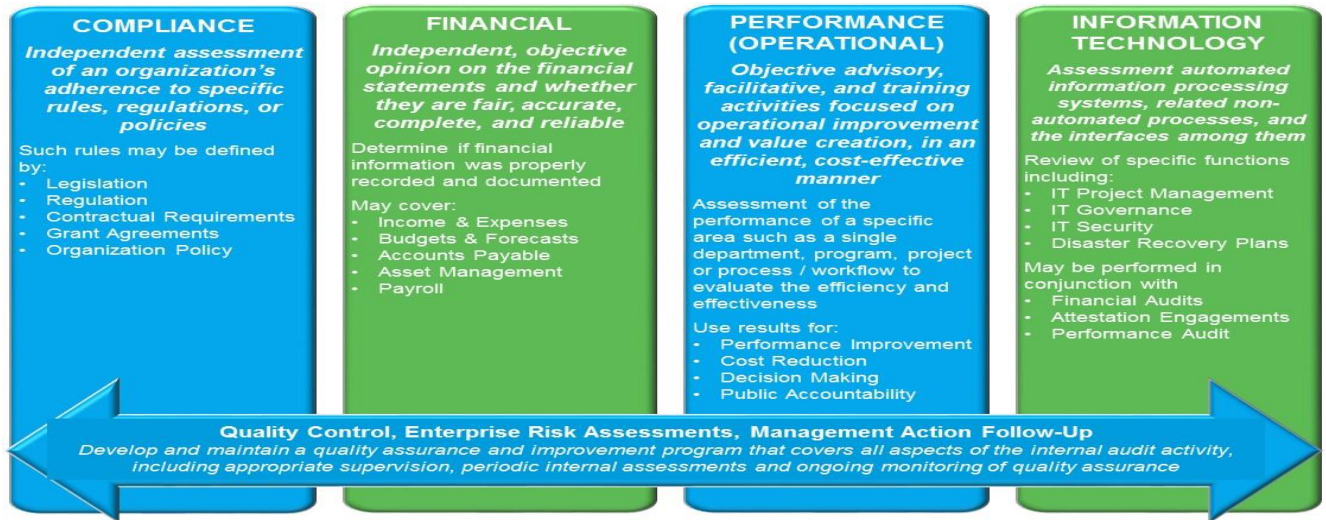 COMPLIANCE
Independent assessment
of an organization's
adherence to specific
rules, regulations, or
policies
Such rules may be defined
by:
• Legislation
• Regulation
• Contractual Requirements
• Grant Agreements
• Organization Policy
FINANCIAL
Independent, objective
opinion on the financial
statements and whether
they are fair, accurate,
complete, and reliable
Determine if financial
information was properly
recorded and documented
May cover:
• Income & Expenses
• Budgets & Forecasts
• Accounts Payable
• Asset Management
• Payroll
PERFORMANCE
(OPERATIONAL)
Objective advisory,
facilitative, and training
activities focused on
operational improvement
and value creation, in an
efficient, cost-effective
manner
Assessment of the
performance of a specific
area such as a single
department, program, project
or process / workflow to
evaluate the efficiency and
effectiveness
Use results for:
• Performance Improvement
• Cost Reduction
• Decision Making
• Public Accountability
INFORMATION
TECHNOLOGY
Assessment automated
information processing
systems, related non-
automated processes, and
the interfaces among them
Review of specific functions
including:
• IT Project Management
• IT Governance
• IT Security
• Disaster Recovery Plans
May be performed in
conjunction with
• Financial Audits
• Attestation Engagements
• Performance Audit
Quality Control, Enterprise Risk Assessments, Management Action Follow-Up
Develop and maintain a quality assurance and improvement program that covers all aspects of the internal audit activity,
including appropriate supervision, periodic internal assessments and ongoing monitoring of quality assurance